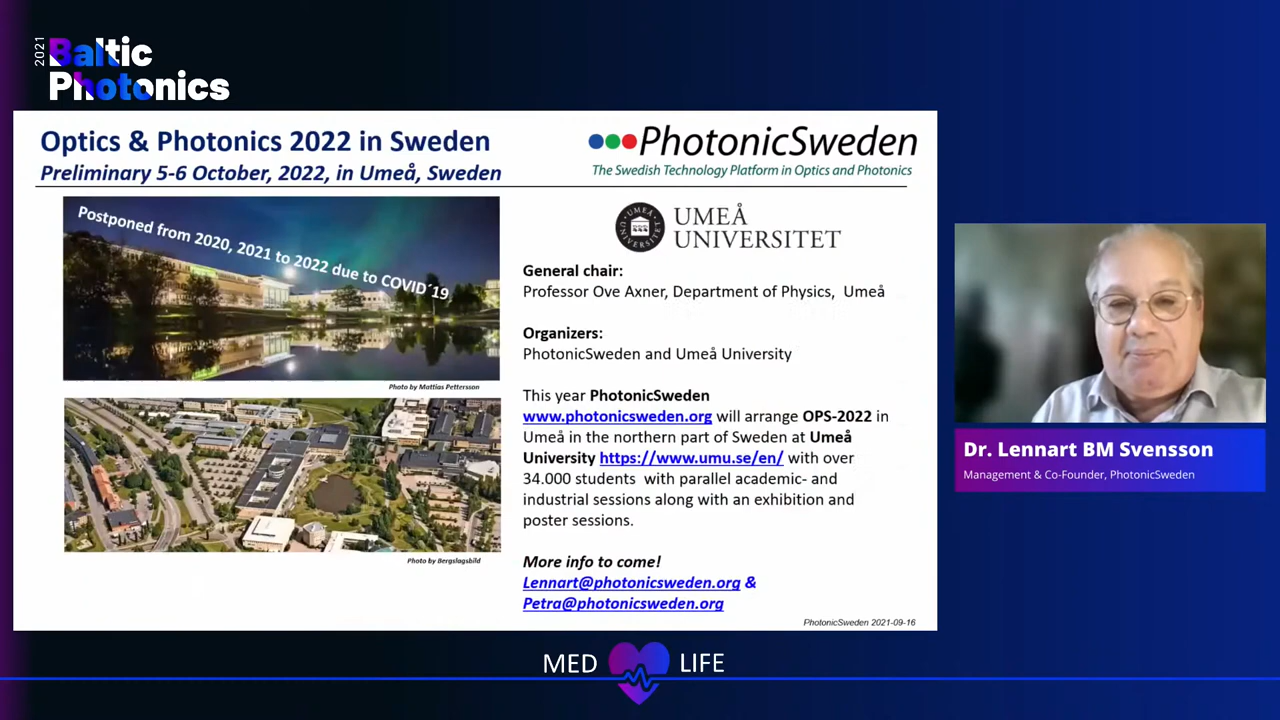 2021
Baltic
Photonics
Optics & Photonics 2022 in Sweden
Preliminary 5-6 October, 2022, in Umeå, Sweden
PhotonicSweden
The Swedish Technology Platform in Optics and Photonics
Postponed from 2020, 2021 to 2022 due to COVID´19
Photo by Mattias Pettersson
Photo by Bergslagsbild
UMEÅ UNIVERSITET
UMEÅ
UNIVERSITET
General chair:
Professor Ove Axner, Department of Physics, Umeå
Organizers:
PhotonicSweden and Umeå University
This year PhotonicSweden
www.photonicsweden.org will arrange OPS-2022 in
Umeå in the northern part of Sweden at Umeå
University https://www.umu.se/en/ with over
34.000 students with parallel academic- and
industrial sessions along with an exhibition and
poster sessions.
More info to come!
Lennart@photonicsweden.org &
Petra@photonicsweden.org
PhotonicSweden 2021-09-16
Dr. Lennart BM Svensson
Management & Co-Founder, PhotonicSweden
MED LIFE